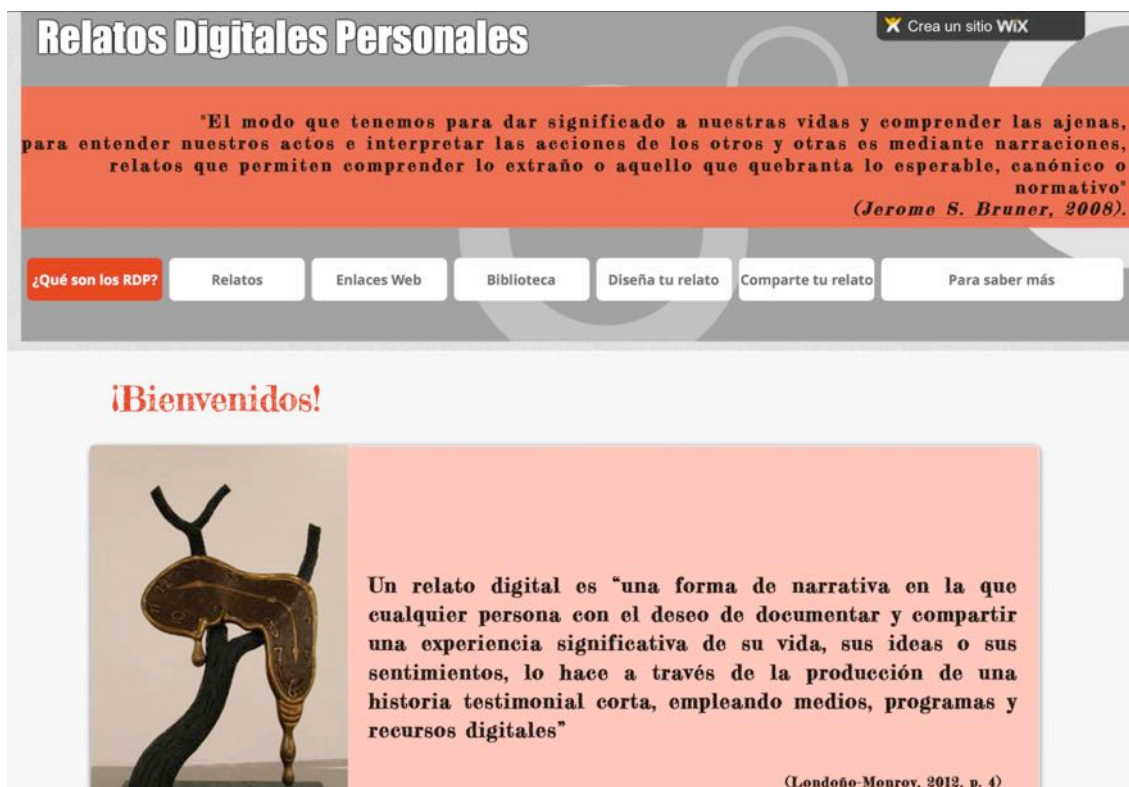 Relatos Digitales Personales
Crea un sitio WiX
"El modo que tenemos para dar significado a nuestras vidas y comprender las ajenas,
para entender nuestros actos e interpretar las acciones de los otros y otras es mediante narraciones,
relatos que permiten comprender lo extraño o aquello que quebranta lo esperable, canónico o
normativo"
(Jerome S. Bruner, 2008).
¿Qué son los RDP?
Relatos
Enlaces Web
Biblioteca
Diseña tu relato
Comparte tu relato
Para saber más
¡Bienvenidos!
Un relato digital es “una forma de narrativa en la que
cualquier persona con el deseo de documentar y compartir
una experiencia significativa de su vida, sus ideas o sus
sentimientos, lo hace a través de la producción de una
historia testimonial corta, empleando medios, programas y
recursos digitales”
(Londoño-Monroy, 2012, p. 4)